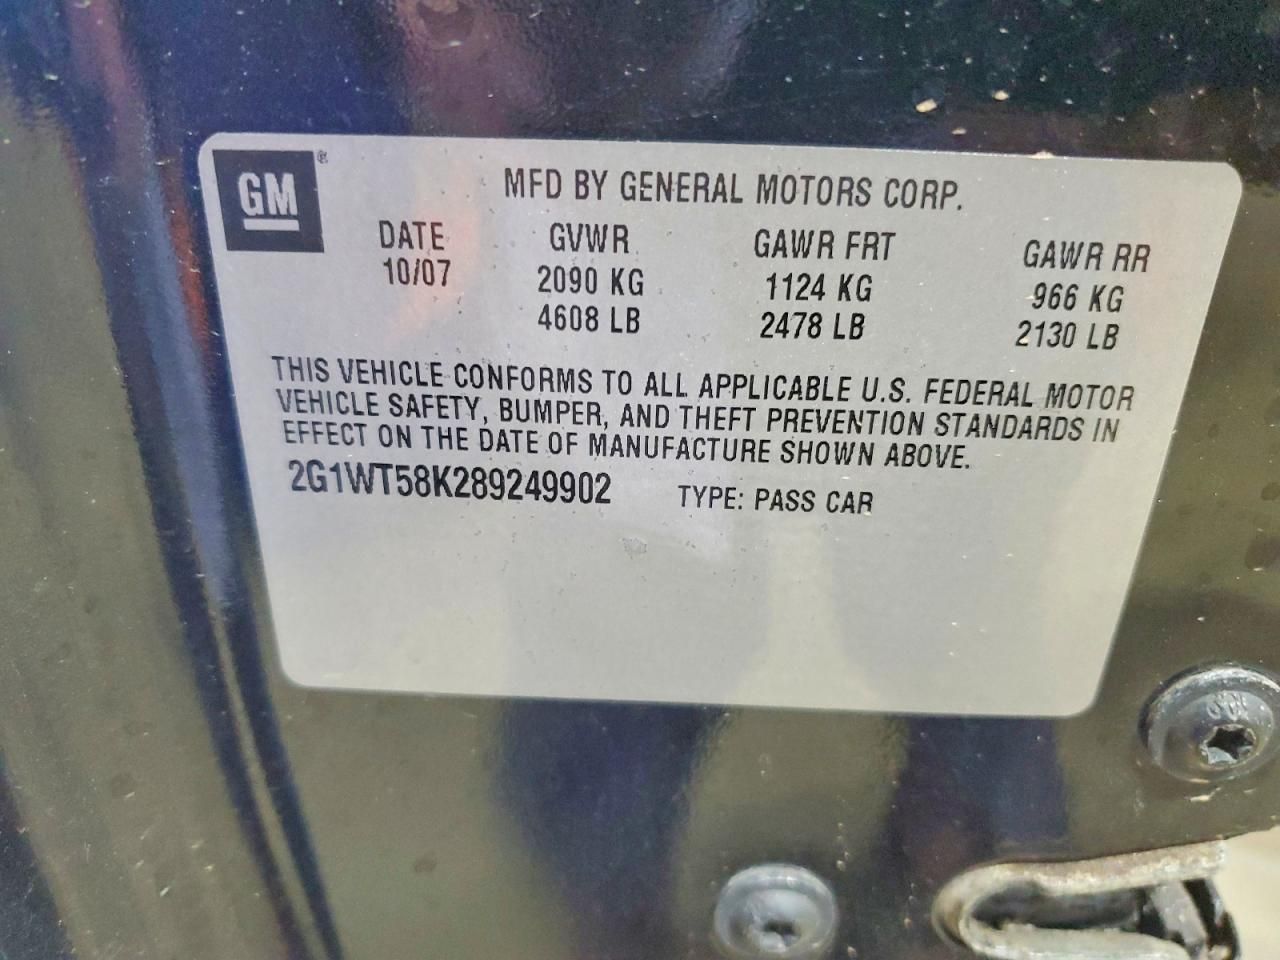 GM®
MFD BY GENERAL MOTORS CORP.
DATE GVWR GAWR FRT GAWR RR
10/07 2090 KG 1124 KG 966 KG
4608 LB 2478 LB 2130 LB
THIS VEHICLE CONFORMS TO ALL APPLICABLE U.S. FEDERAL MOTOR
VEHICLE SAFETY, BUMPER, AND THEFT PREVENTION STANDARDS IN
EFFECT ON THE DATE OF MANUFACTURE SHOWN ABOVE.
2G1WT58K289249902 TYPE: PASS CAR